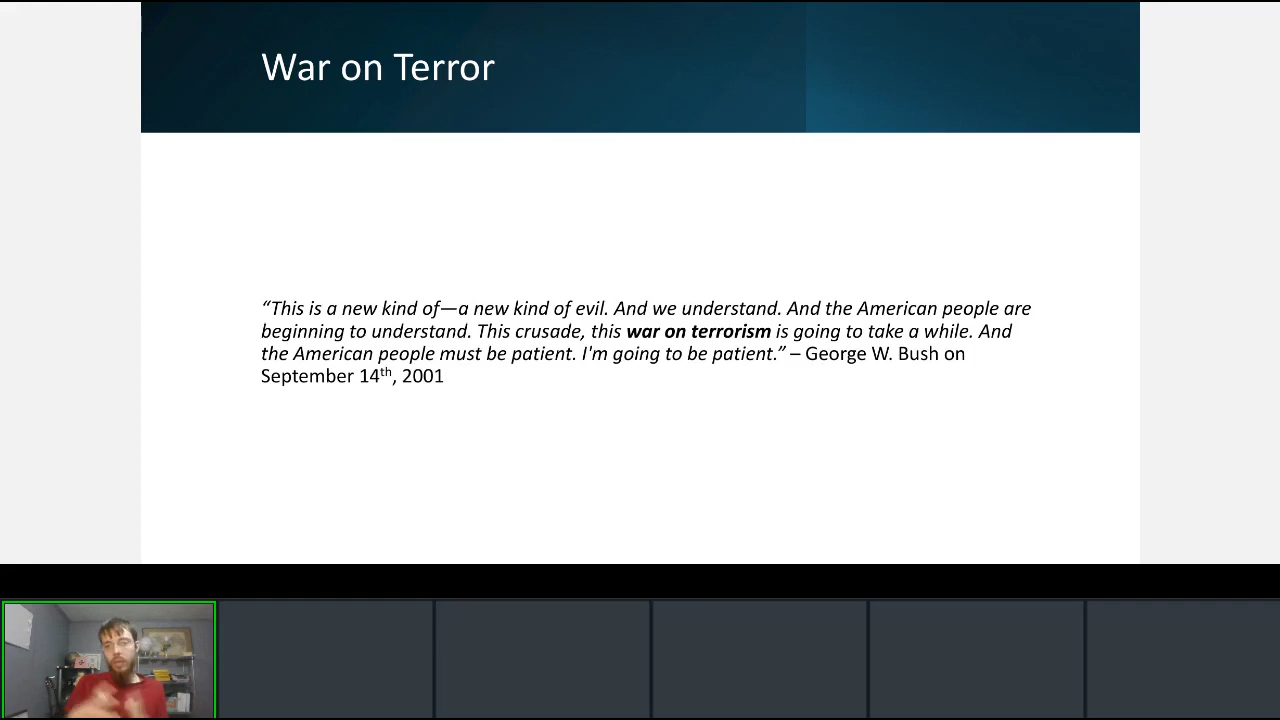 War on Terror
“This is a new kind of—a new kind of evil. And we understand. And the American people are
beginning to understand. This crusade, this war on terrorism is going to take a while. And
the American people must be patient. I'm going to be patient.” – George W. Bush on
September 14th, 2001